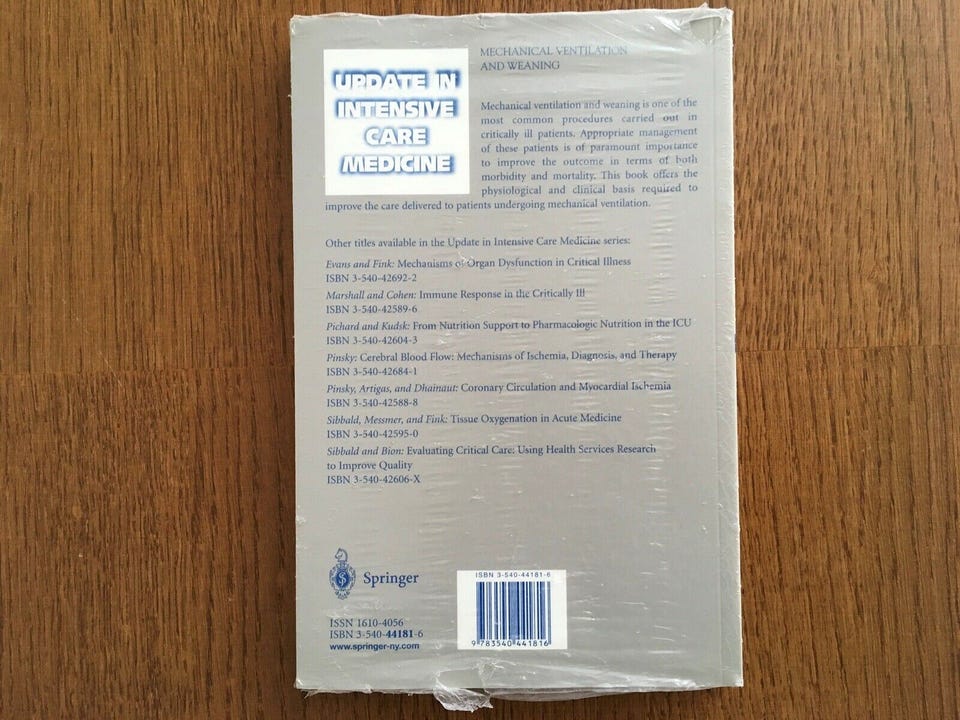 UPDATE IN
INTENSIVE
CARE
MEDICINE
MECHANICAL VENTILATION
AND WEANING
Mechanical ventilation and weaning is one of the
most common procedures carried out in
critically ill patients. Appropriate management
of these patients is of paramount importance
to improve the outcome in terms of both
morbidity and mortality. This book offers the
physiological and clinical basis required to
improve the care delivered to patients undergoing mechanical ventilation.
Other titles available in the Update in Intensive Care Medicine series:
Evans and Fink: Mechanisms of Organ Dysfunction in Critical Illness
ISBN 3-540-42692-2
Marshall and Cohen: Immune Response in the Critically Ill
ISBN 3-540-42589-6
Pichard and Kudsk: From Nutrition Support to Pharmacologic Nutrition in the ICU
ISBN 3-540-42604-3
Pinsky: Cerebral Blood Flow: Mechanisms of Ischemia, Diagnosis, and Therapy
ISBN 3-540-42684-1
Pinsky, Artigas, and Dhainaut: Coronary Circulation and Myocardial Ischemia
ISBN 3-540-42588-8
Sibbald, Messmer, and Fink: Tissue Oxygenation in Acute Medicine
ISBN 3-540-42595-0
Sibbald and Bion: Evaluating Critical Care: Using Health Services Research
to Improve Quality
ISBN 3-540-42606-X
Springer
ISSN 1610-4056
ISBN 3-540-44181-6
www.springer-ny.com
ISBN 3-540-44181-6
9 783540 441816